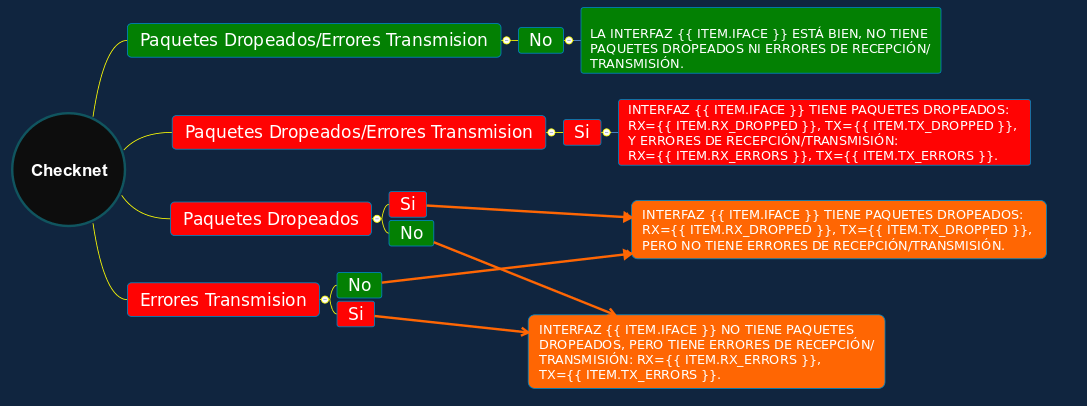 Checknet
Paquetes Dropeados/Errores Transmision
No
LA INTERFAZ {{ ITEM.IFACE }} ESTÁ BIEN, NO TIENE
PAQUETES DROPEADOS NI ERRORES DE RECEPCIÓN/
TRANSMISIÓN.
Paquetes Dropeados/Errores Transmision
Si
INTERFAZ {{ ITEM.IFACE }} TIENE PAQUETES DROPEADOS:
RX={{ ITEM.RX_DROPPED }}, TX={{ ITEM.TX_DROPPED }},
Y ERRORES DE RECEPCIÓN/TRANSMISIÓN:
RX={{ ITEM.RX_ERRORS }}, TX={{ ITEM.TX_ERRORS }}.
Paquetes Dropeados
Si
No
INTERFAZ {{ ITEM.IFACE }} TIENE PAQUETES DROPEADOS:
RX={{ ITEM.RX_DROPPED }}, TX={{ ITEM.TX_DROPPED }},
PERO NO TIENE ERRORES DE RECEPCIÓN/TRANSMISIÓN.
Errores Transmision
No
Si
INTERFAZ {{ ITEM.IFACE }} NO TIENE PAQUETES
DROPEADOS, PERO TIENE ERRORES DE RECEPCIÓN/
TRANSMISIÓN: RX={{ ITEM.RX_ERRORS }},
TX={{ ITEM.TX_ERRORS }}.